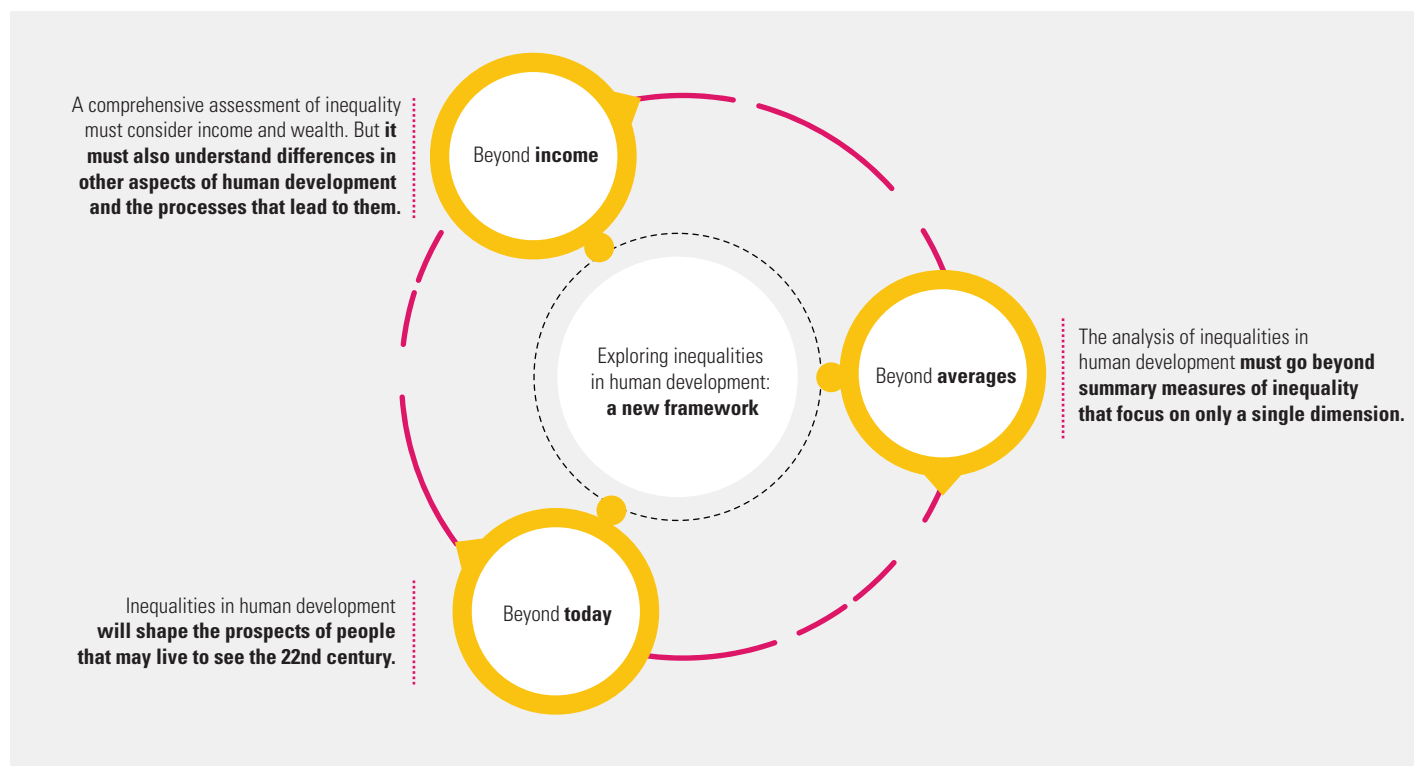 A comprehensive assessment of inequality
must consider income and wealth. But it
must also understand differences in
other aspects of human development
and the processes that lead to them.
Beyond income
Exploring inequalities
in human development:
a new framework
Beyond averages
The analysis of inequalities in
human development must go beyond
summary measures of inequality
that focus on only a single dimension.
Inequalities in human development
will shape the prospects of people
that may live to see the 22nd century.
Beyond today